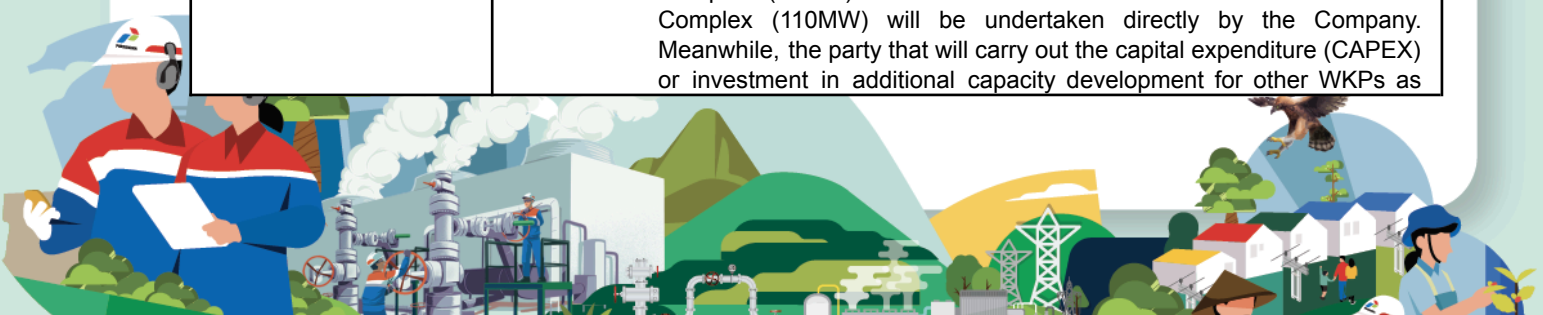 Complex (110MW) will be undertaken directly by the Company.
Meanwhile, the party that will carry out the capital expenditure (CAPEX)
or investment in additional capacity development for other WKPs as